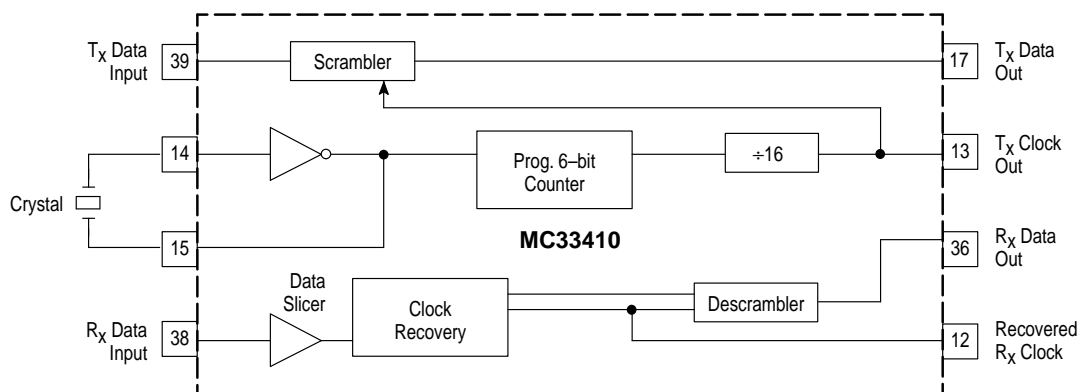 Tx Data
Input
39
Scrambler
17
Tx Data
Out
14
Prog. 6–bit
Counter
÷16
13
Tx Clock
Out
Crystal
15
MC33410
36
Rx Data
Out
Data
Slicer
Clock
Recovery
Descrambler
Rx Data
Input
38
12
Recovered
Rx Clock